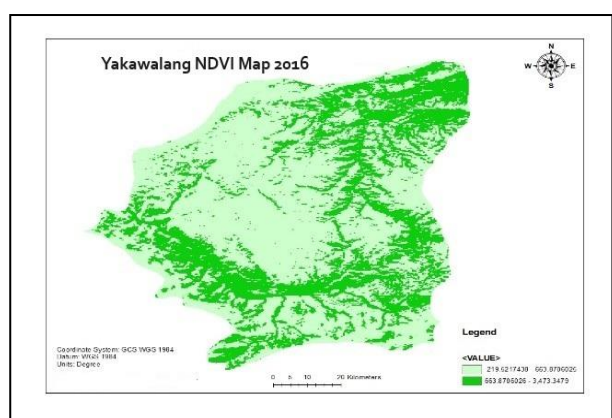 Yakawalang NDVI Map 2016
N
W E
S
Legend
<VALUE>
219.6217430 663.8706026
663.8706026 - 3,473.3479
Coordinate System: GCS WGS 1984
Datum: WGS 1984
Units: Degree
0 5 10 20 Kilometers